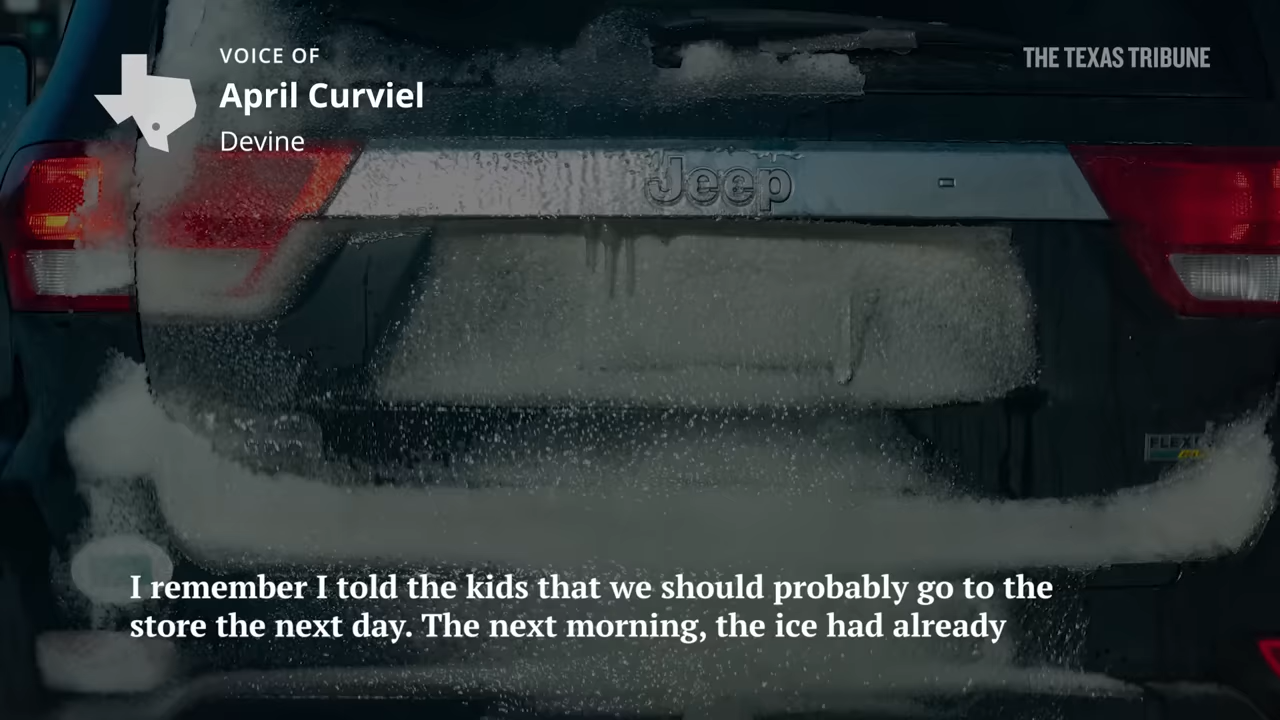 VOICE OF
April Curviel
Devine
THE TEXAS TRIBUNE
Jeep
I remember I told the kids that we should probably go to the
store the next day. The next morning, the ice had already